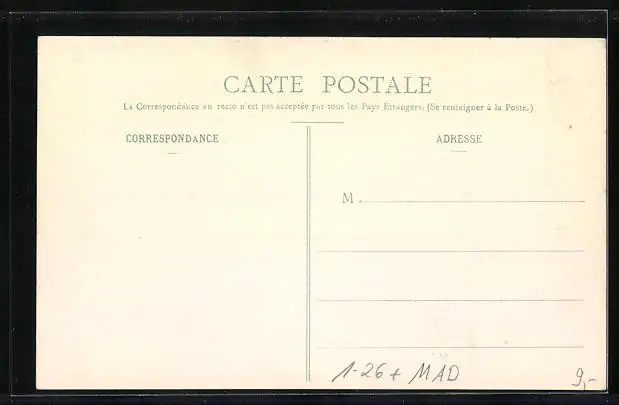 CARTE POSTALE
La Correspondance au recto n'est pas acceptée par tous les Pays Étrangers. (Se renseigner à la Poste.)
CORRESPONDANCE
ADRESSE
M.
1-26+ MAD
9,-